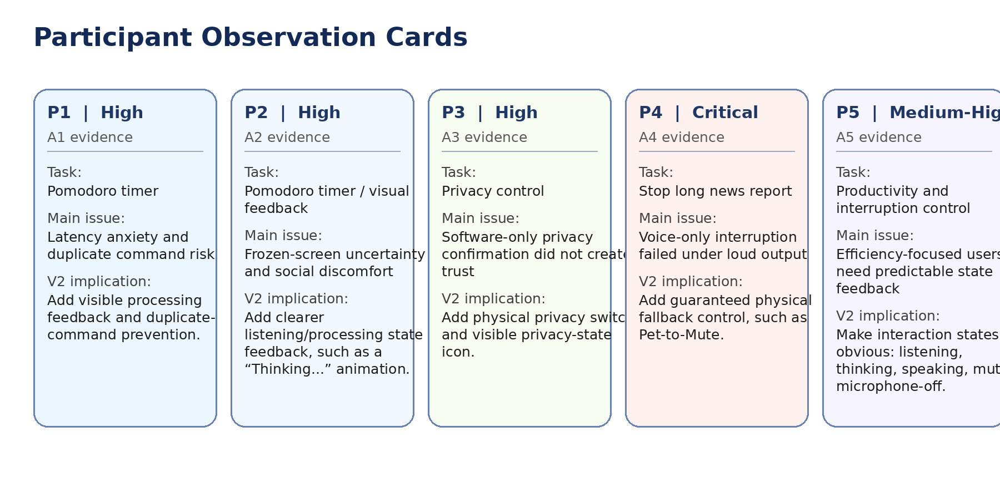 Participant Observation Cards
P1 | High
A1 evidence
Task:
Pomodoro timer
Main issue:
Latency anxiety and
duplicate command risk
V2 implication:
Add visible processing
feedback and duplicate-
command prevention.
P2 | High
A2 evidence
Task:
Pomodoro timer / visual
feedback
Main issue:
Frozen-screen uncertainty
and social discomfort
V2 implication:
Add clearer
listening/processing state
feedback, such as a
“Thinking...” animation.
P3 | High
A3 evidence
Task:
Privacy control
Main issue:
Software-only privacy
confirmation did not create
trust
V2 implication:
Add physical privacy switc
and visible privacy-state
icon.
P4 | Critical
A4 evidence
Task:
Stop long news report
Main issue:
Voice-only interruption
failed under loud output
V2 implication:
Add guaranteed physical
fallback control, such as
Pet-to-Mute.
P5 | Medium-Hig
A5 evidence
Task:
Productivity and
interruption control
Main issue:
Efficiency-focused users
need predictable state
feedback
V2 implication:
Make interaction states
obvious: listening,
thinking, speaking, mut
microphone-off.